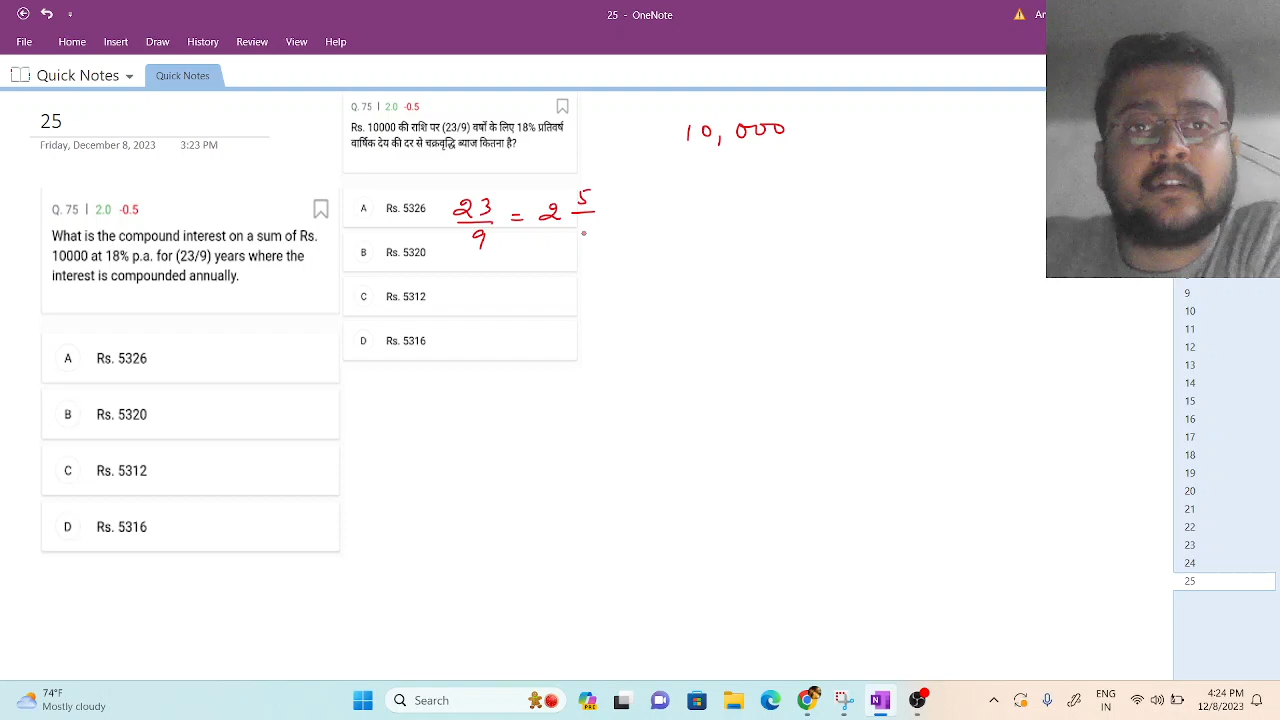 25 - OneNote
An
File Home Insert Draw History Review View Help
Quick Notes
Quick Notes
25
Friday, December 8, 2023 3:23 PM
Q. 75 | 2.0 -0.5
Rs. 10000 की राशि पर (23/9) वर्षों के लिए 18% प्रतिवर्ष
वार्षिक देय की दर से चक्रवृद्धि ब्याज कितना है?
A Rs. 5326
B Rs. 5320
C Rs. 5312
D Rs. 5316
23/9 = 2 5/
10,000
Q. 75 | 2.0 -0.5
What is the compound interest on a sum of Rs.
10000 at 18% p.a. for (23/9) years where the
interest is compounded annually.
A Rs. 5326
B Rs. 5320
C Rs. 5312
D Rs. 5316
9
10
11
12
13
14
15
16
17
18
19
20
21
22
23
24
25
74°F
Mostly cloudy
Search
PRE
ENG
IN
4:24 PM
12/8/2023